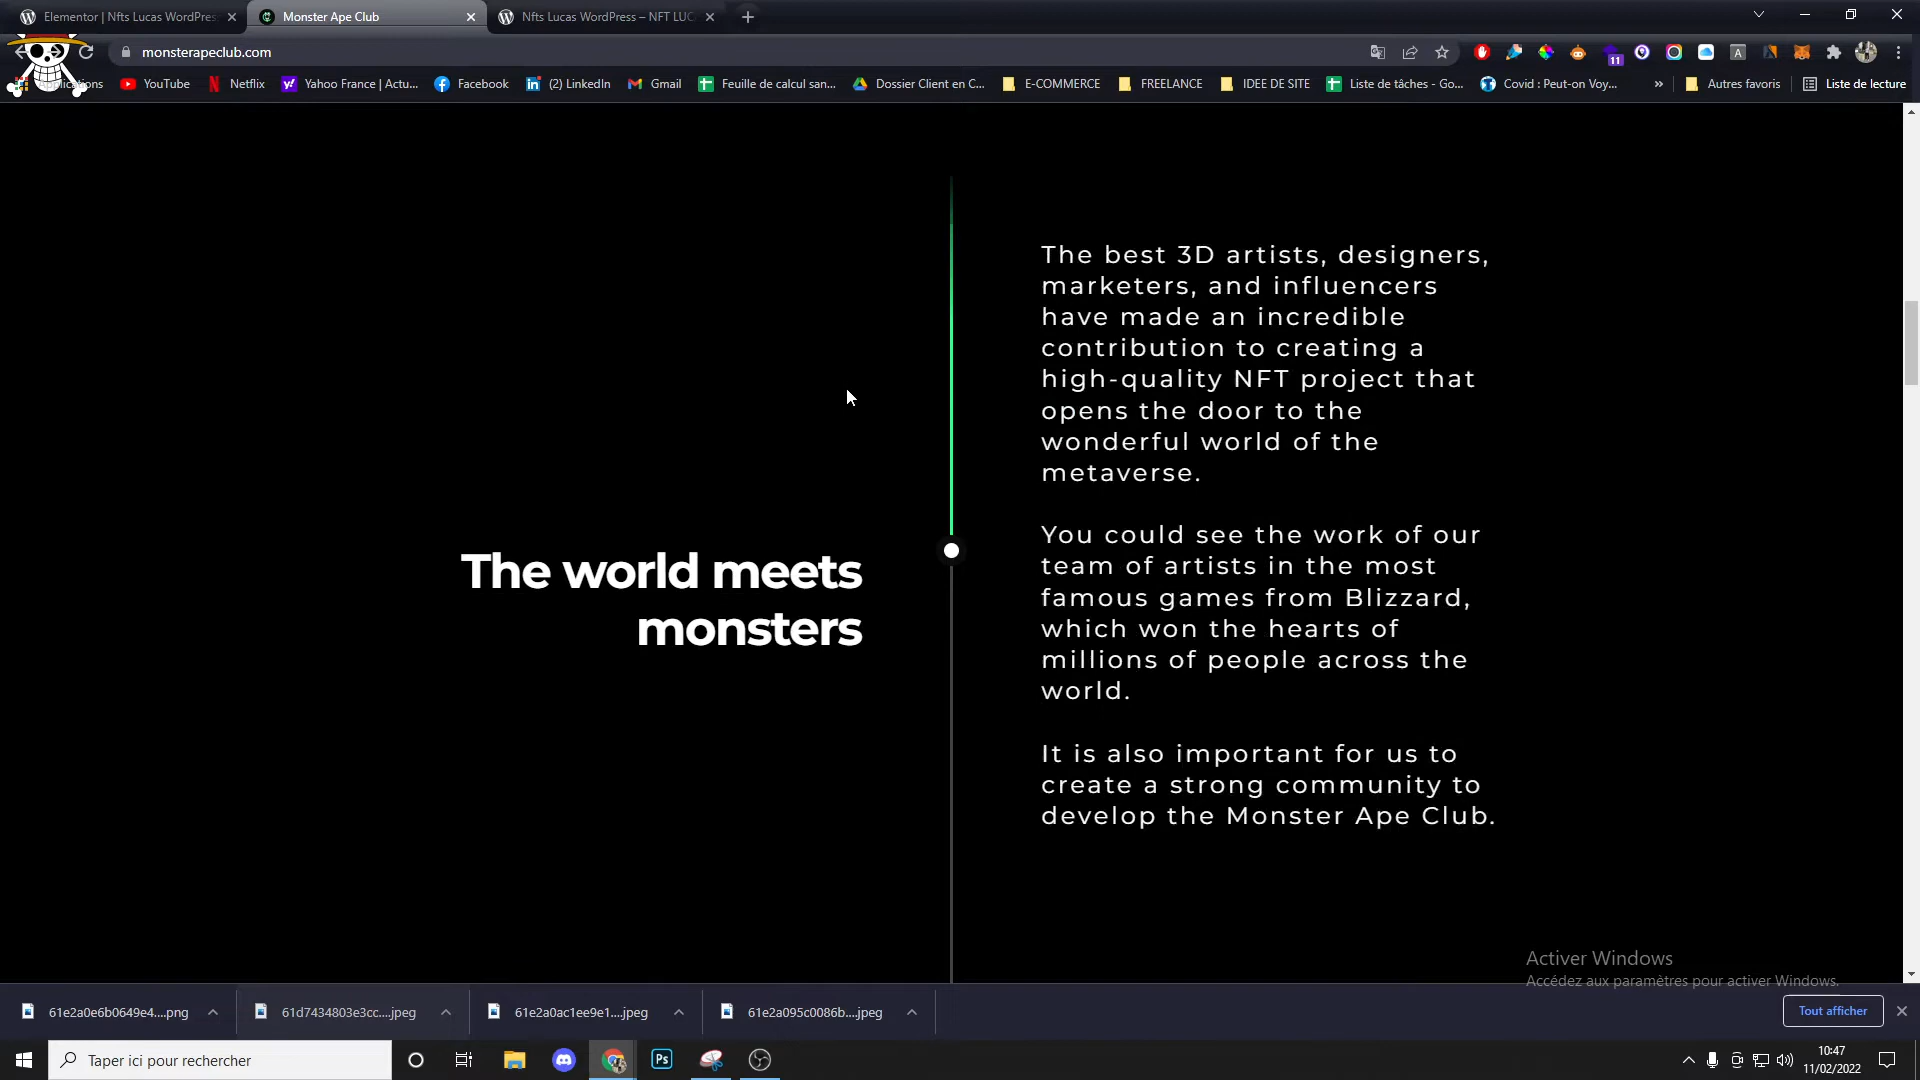 Elementor | Nfts Lucas WordPres
Monster Ape Club
Nfts Lucas WordPress – NFT LUC
monsterapeclub.com
11
Applications
YouTube
Netflix
Yahoo France | Actu...
Facebook
(2) LinkedIn
Gmail
Feuille de calcul san...
Dossier Client en C...
E-COMMERCE
FREELANCE
IDEE DE SITE
Liste de tâches - Go...
Covid : Peut-on Voy...
»
Autres favoris
Liste de lecture
The world meets
monsters
The best 3D artists, designers,
marketers, and influencers
have made an incredible
contribution to creating a
high-quality NFT project that
opens the door to the
wonderful world of the
metaverse.
You could see the work of our
team of artists in the most
famous games from Blizzard,
which won the hearts of
millions of people across the
world.
It is also important for us to
create a strong community to
develop the Monster Ape Club.
Activer Windows
Accédez aux paramètres pour activer Windows.
61e2a0e6b0649e4....png
61d7434803e3cc....jpeg
61e2a0ac1ee9e1....jpeg
61e2a095c0086b....jpeg
Tout afficher
Taper ici pour rechercher
Ps
10:47
11/02/2022